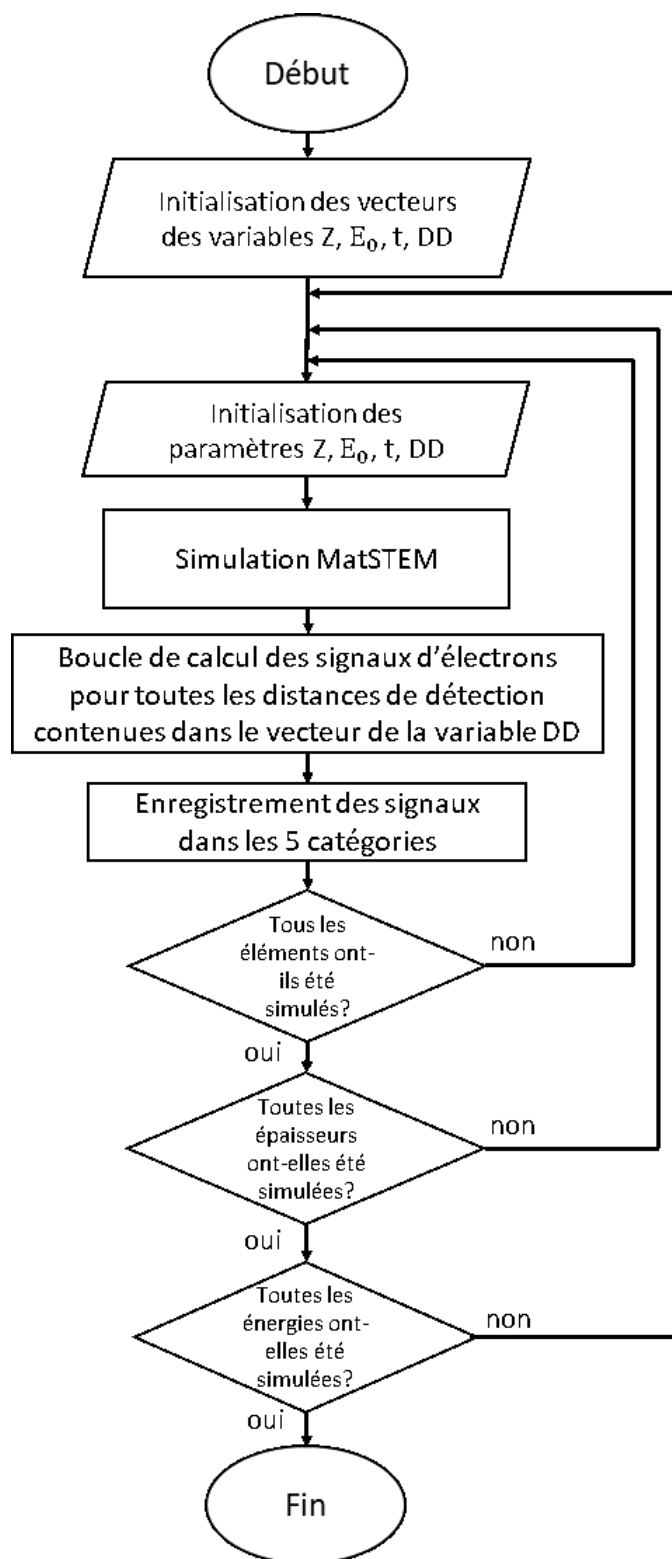 Début
Initialisation des vecteurs
des variables Z, E₀, t, DD
Initialisation des
paramètres Z, E₀, t, DD
Simulation MatSTEM
Boucle de calcul des signaux d'électrons
pour toutes les distances de détection
contenues dans le vecteur de la variable DD
Enregistrement des signaux
dans les 5 catégories
Tous les
éléments ont-
ils été
simulés?
non
oui
Toutes les
épaisseurs
ont-elles été
simulées?
non
oui
Toutes les
énergies ont-
elles été
simulées?
non
oui
Fin